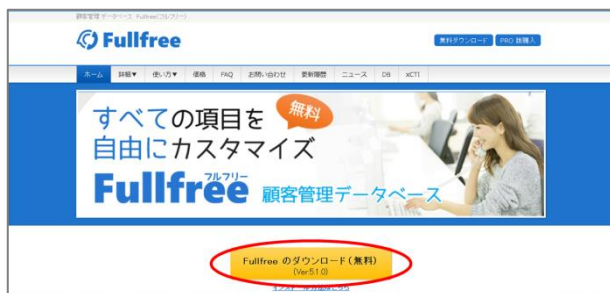 顧客管理 データベース Fullfree(フルフリー)
Fullfree
無料ダウンロード PRO 版購入
ホーム 詳細▼ 使い方▼ 価格 FAQ お問い合わせ 更新履歴 ニュース DB xCTI
すべての項目を 無料
自由にカスタマイズ
フルフリー
Fullfree 顧客管理データベース
Fullfree のダウンロード(無料)
(Ver5.1.0)